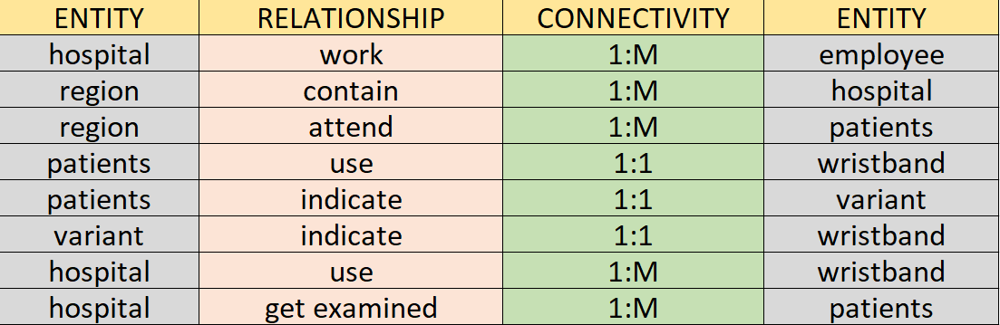 ENTITY RELATIONSHIP CONNECTIVITY ENTITY
hospital work 1:M employee
region contain 1:M hospital
region attend 1:M patients
patients use 1:1 wristband
patients indicate 1:1 variant
variant indicate 1:1 wristband
hospital use 1:M wristband
hospital get examined 1:M patients